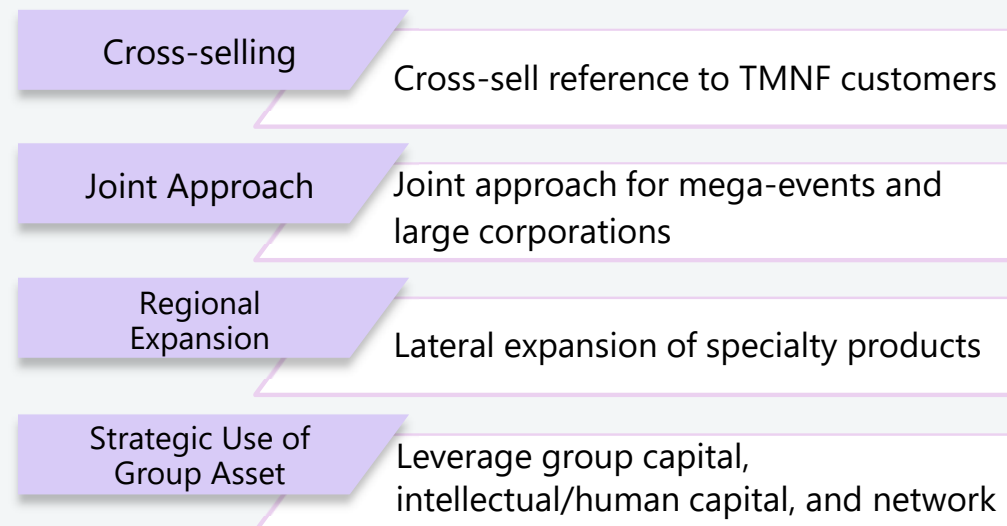 Cross-selling
Cross-sell reference to TMNF customers
Joint Approach
Joint approach for mega-events and
large corporations
Regional
Expansion
Lateral expansion of specialty products
Strategic Use of
Group Asset
Leverage group capital,
intellectual/human capital, and network